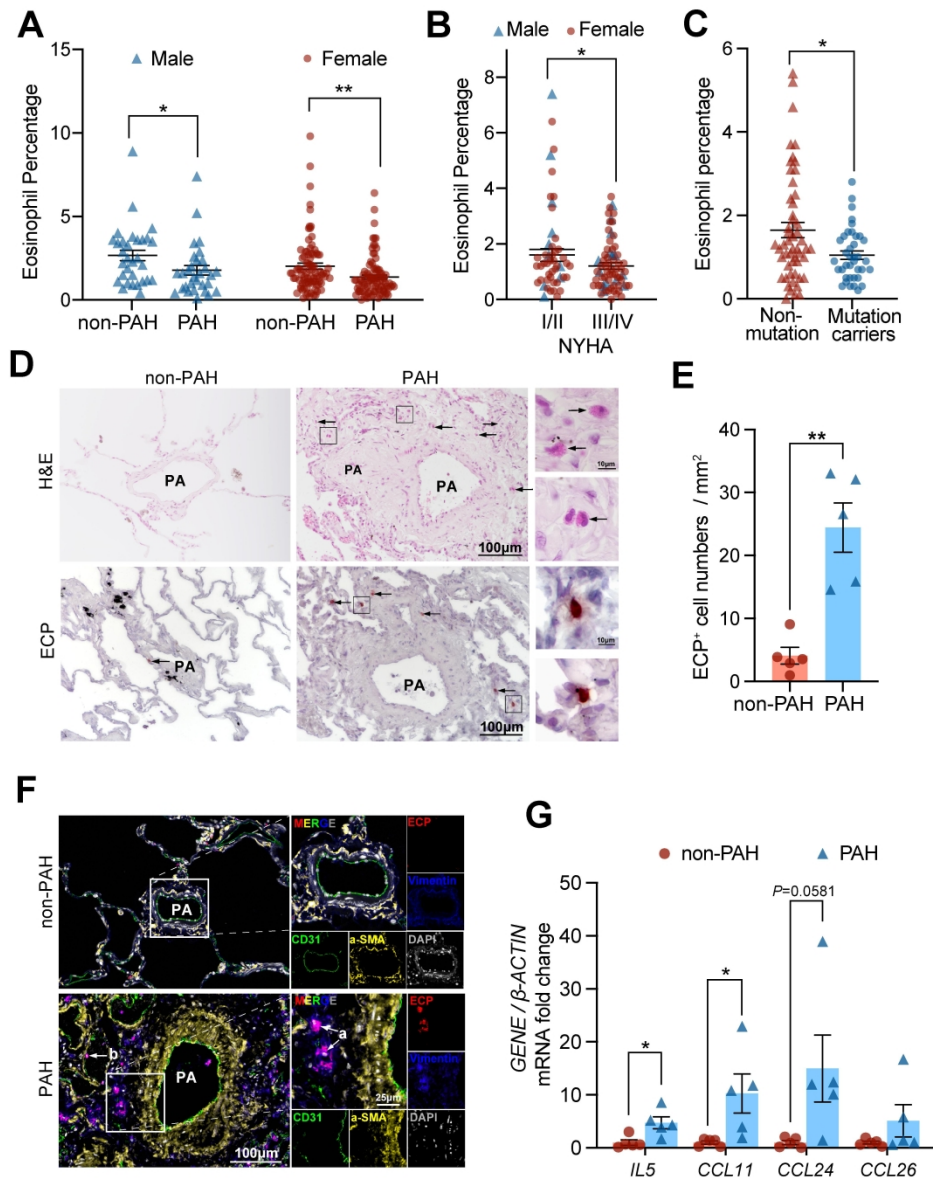 A
Male
Female
Eosinophil Percentage
15
10
5
0
*
**
non-PAH
PAH
non-PAH
PAH
B
Male
Female
Eosinophil Percentage
8
6
4
2
0
*
I/II
III/IV
NYHA
C
Eosinophil percentage
6
4
2
0
*
Non-
mutation
Mutation
carriers
D
non-PAH
PAH
H&E
PA
PA
PA
100μm
10μm
ECP
PA
PA
100μm
10μm
E
ECP⁺ cell numbers / mm²
40
30
20
10
0
**
non-PAH
PAH
F
non-PAH
PA
MERGE
ECP
Vimentin
CD31
a-SMA
DAPI
PAH
b
PA
100μm
MERGE
a
25μm
ECP
Vimentin
CD31
a-SMA
DAPI
G
non-PAH
PAH
GENE / β-ACTIN
mRNA fold change
50
40
30
20
10
0
*
*
P=0.0581
IL5
CCL11
CCL24
CCL26